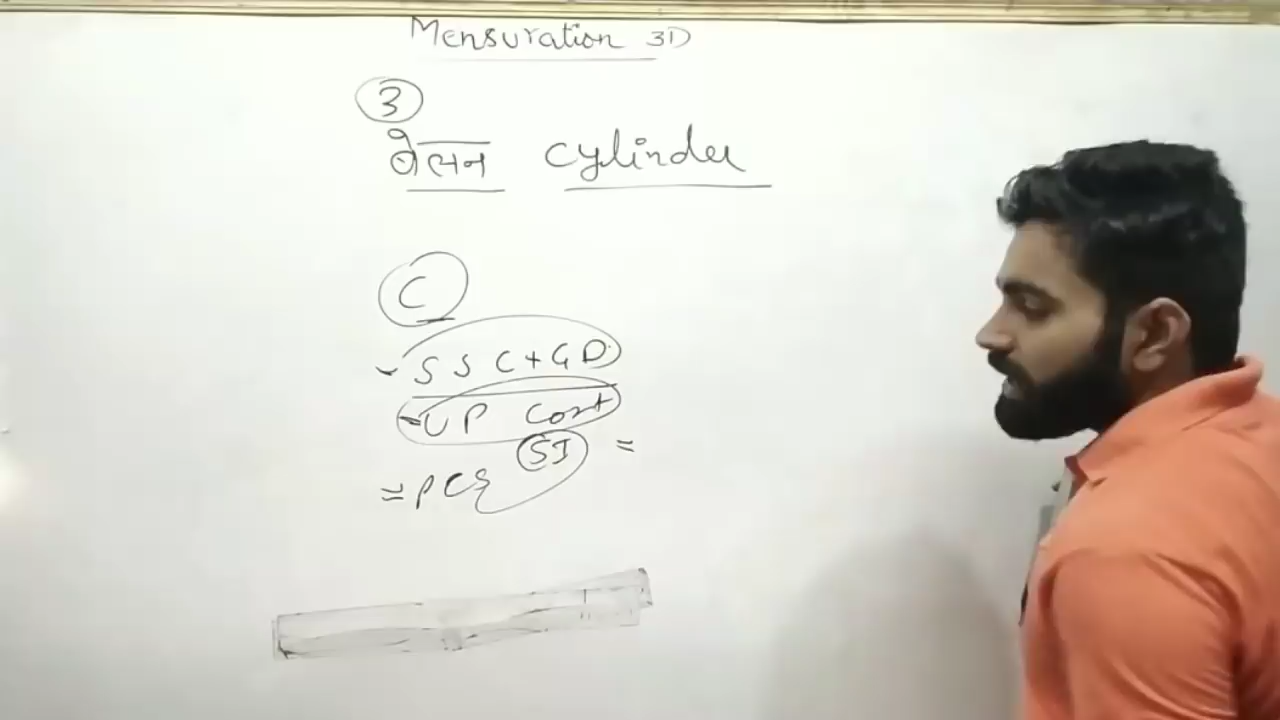 Mensuration 3D
3
बेलन cylinder
C
SSC+GD
UP Const
SI =
= PCS